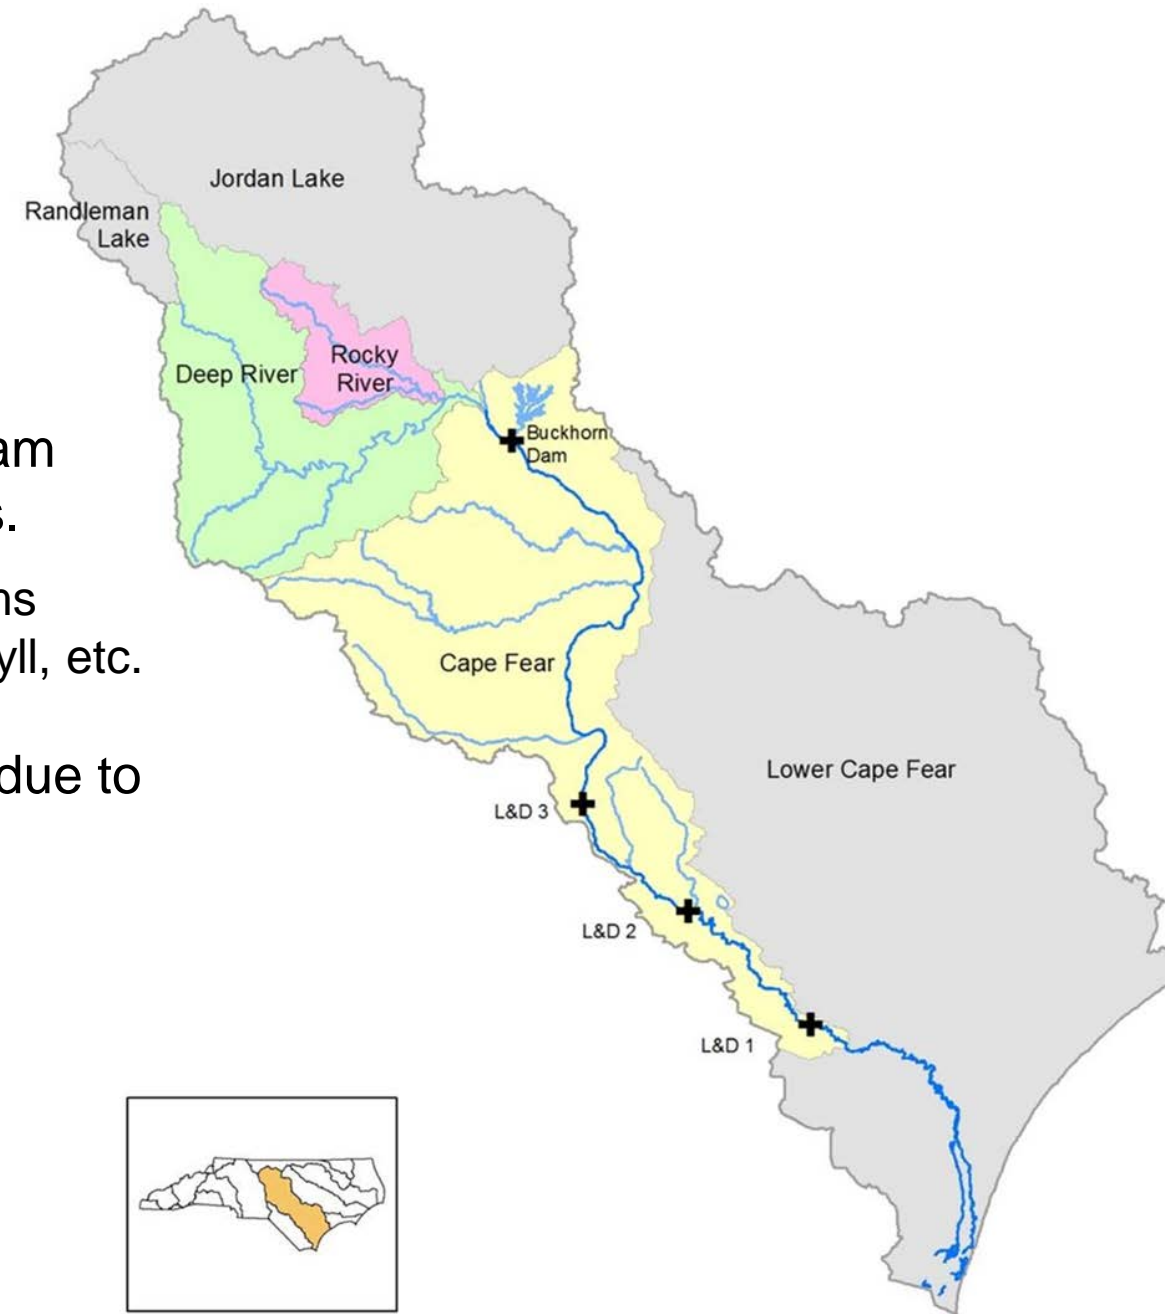 Jordan Lake
Randleman
Lake
Rocky
River
Deep River
Buckhorn
Dam
am
s.
ns
yll, etc.
Cape Fear
due to
Lower Cape Fear
L&D 3
L&D 2
L&D 1